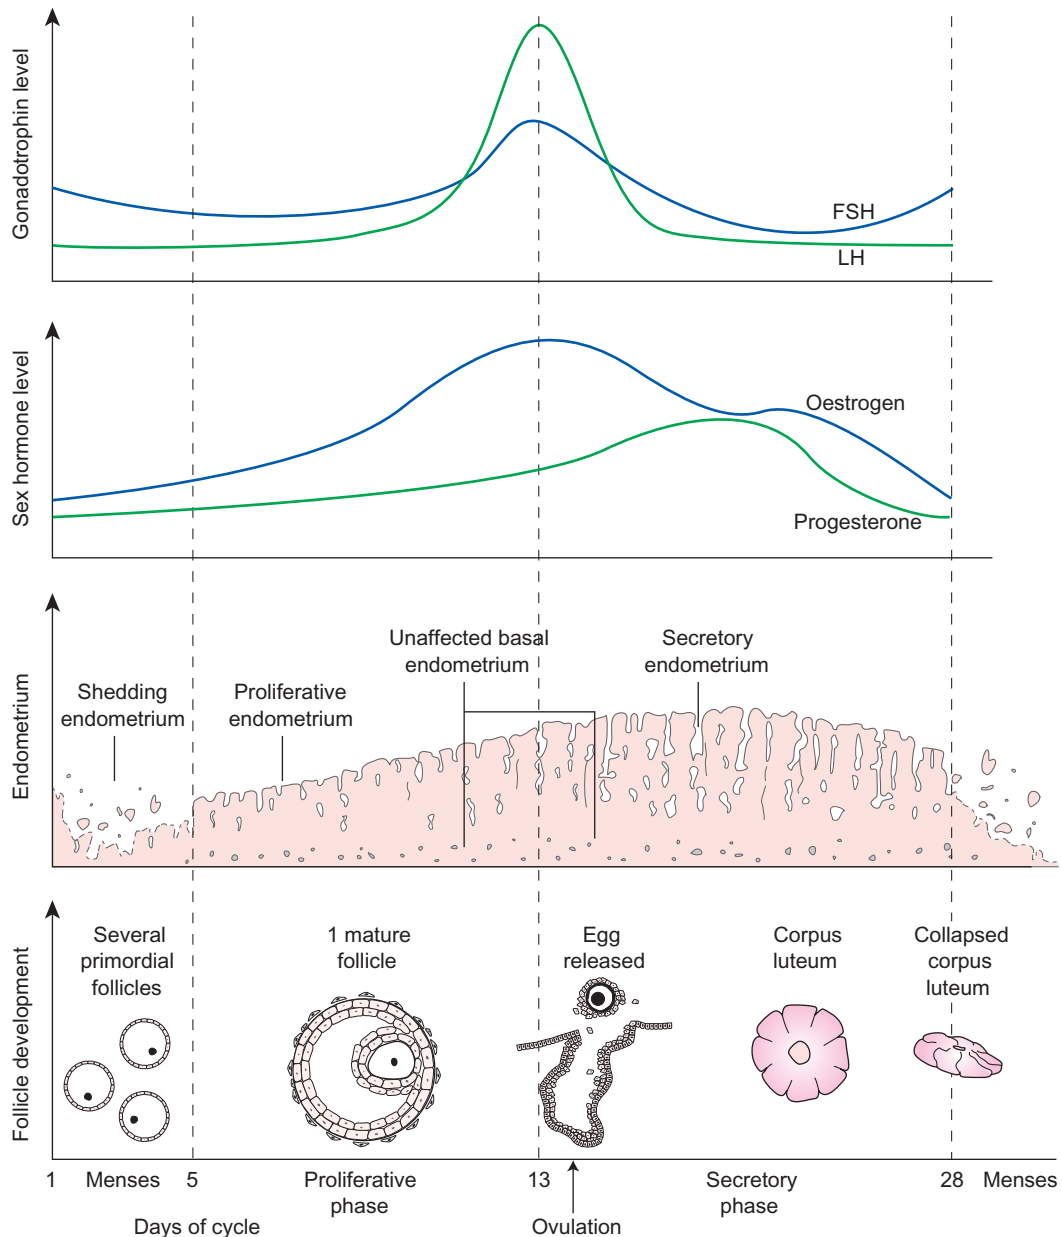 Gonadotrophin level
FSH
LH
Sex hormone level
Oestrogen
Progesterone
Endometrium
Unaffected basal
endometrium
Secretory
endometrium
Shedding
endometrium
Proliferative
endometrium
Follicle development
Several
primordial
follicles
1 mature
follicle
Egg
released
Corpus
luteum
Collapsed
corpus
luteum
1 Menses 5 Proliferative
phase 13 Secretory
phase 28 Menses
Days of cycle
Ovulation